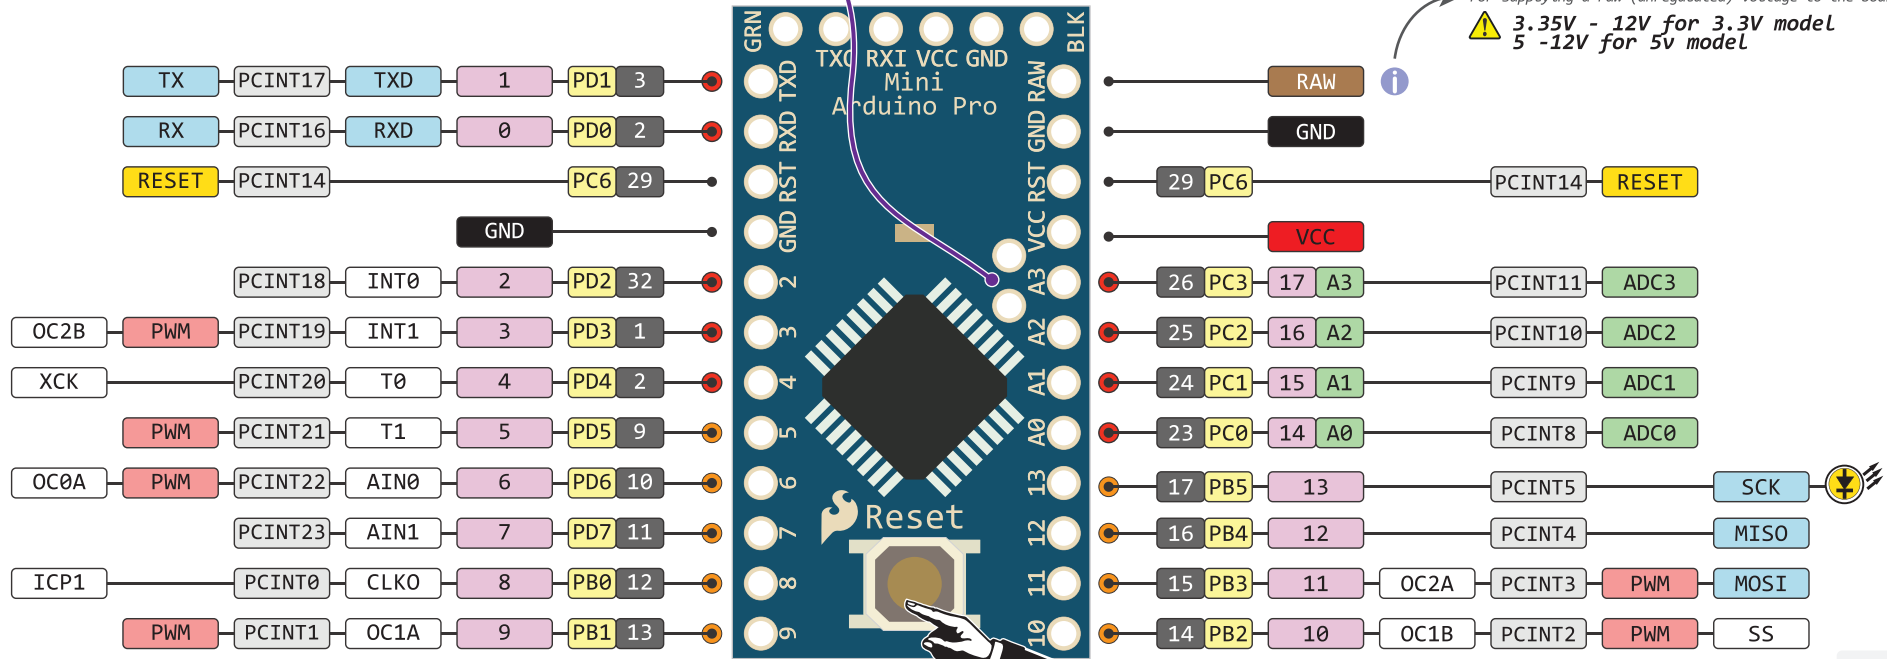 5 -12V for 5v model
3.35V - 12V for 3.3V model
GRN BLK
TXO RXI VCC GND
Mini
Arduino Pro
TX PCINT17 TXD 1 PD1 3 TXD RAW RAW i
RX PCINT16 RXD 0 PD0 2 RXD GND GND
RESET PCINT14 PC6 29 RST RST 29 PC6 PCINT14 RESET
GND GND VCC VCC
PCINT18 INT0 2 PD2 32 2 A3 26 PC3 17 A3 PCINT11 ADC3
OC2B PWM PCINT19 INT1 3 PD3 1 3 A2 25 PC2 16 A2 PCINT10 ADC2
XCK PCINT20 T0 4 PD4 2 4 A1 24 PC1 15 A1 PCINT9 ADC1
PWM PCINT21 T1 5 PD5 9 5 A0 23 PC0 14 A0 PCINT8 ADC0
OC0A PWM PCINT22 AIN0 6 PD6 10 6 13 17 PB5 13 PCINT5 SCK
Reset
PCINT23 AIN1 7 PD7 11 7 12 16 PB4 12 PCINT4 MISO
ICP1 PCINT0 CLKO 8 PB0 12 8 11 15 PB3 11 OC2A PCINT3 PWM MOSI
PWM PCINT1 OC1A 9 PB1 13 9 10 14 PB2 10 OC1B PCINT2 PWM SS